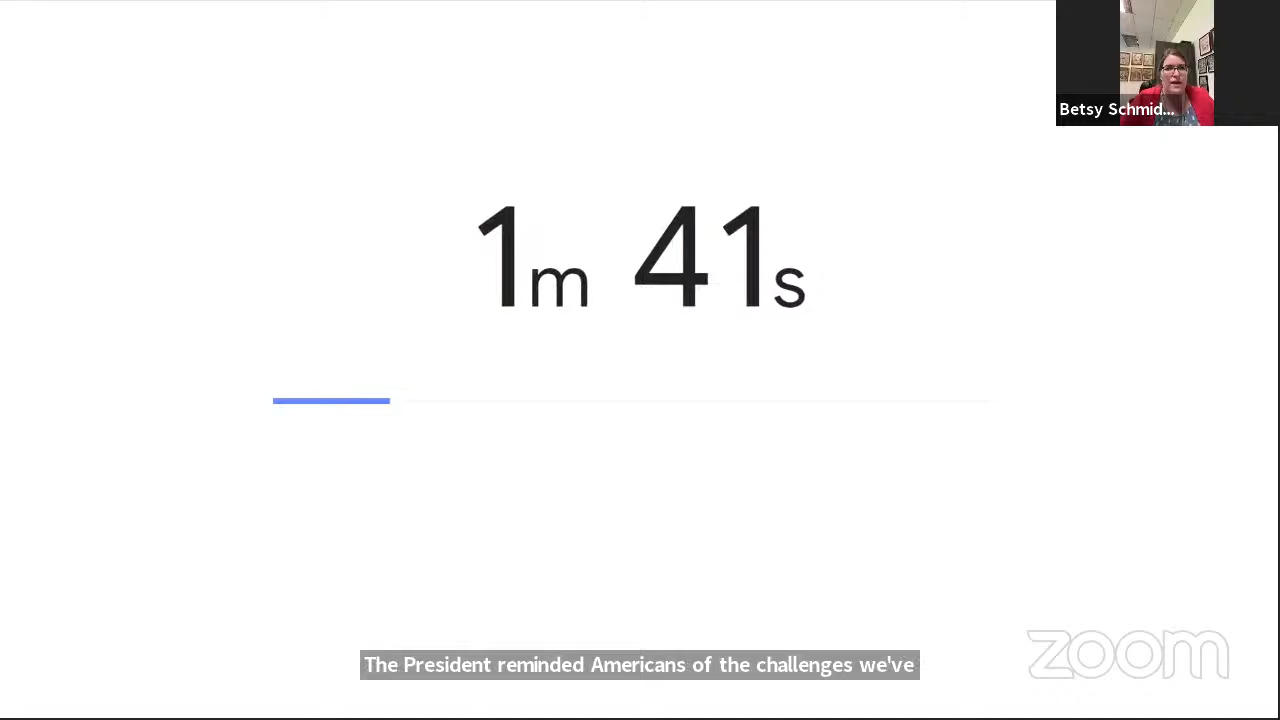 Betsy Schmid...
1m 41s
The President reminded Americans of the challenges we've
zoom